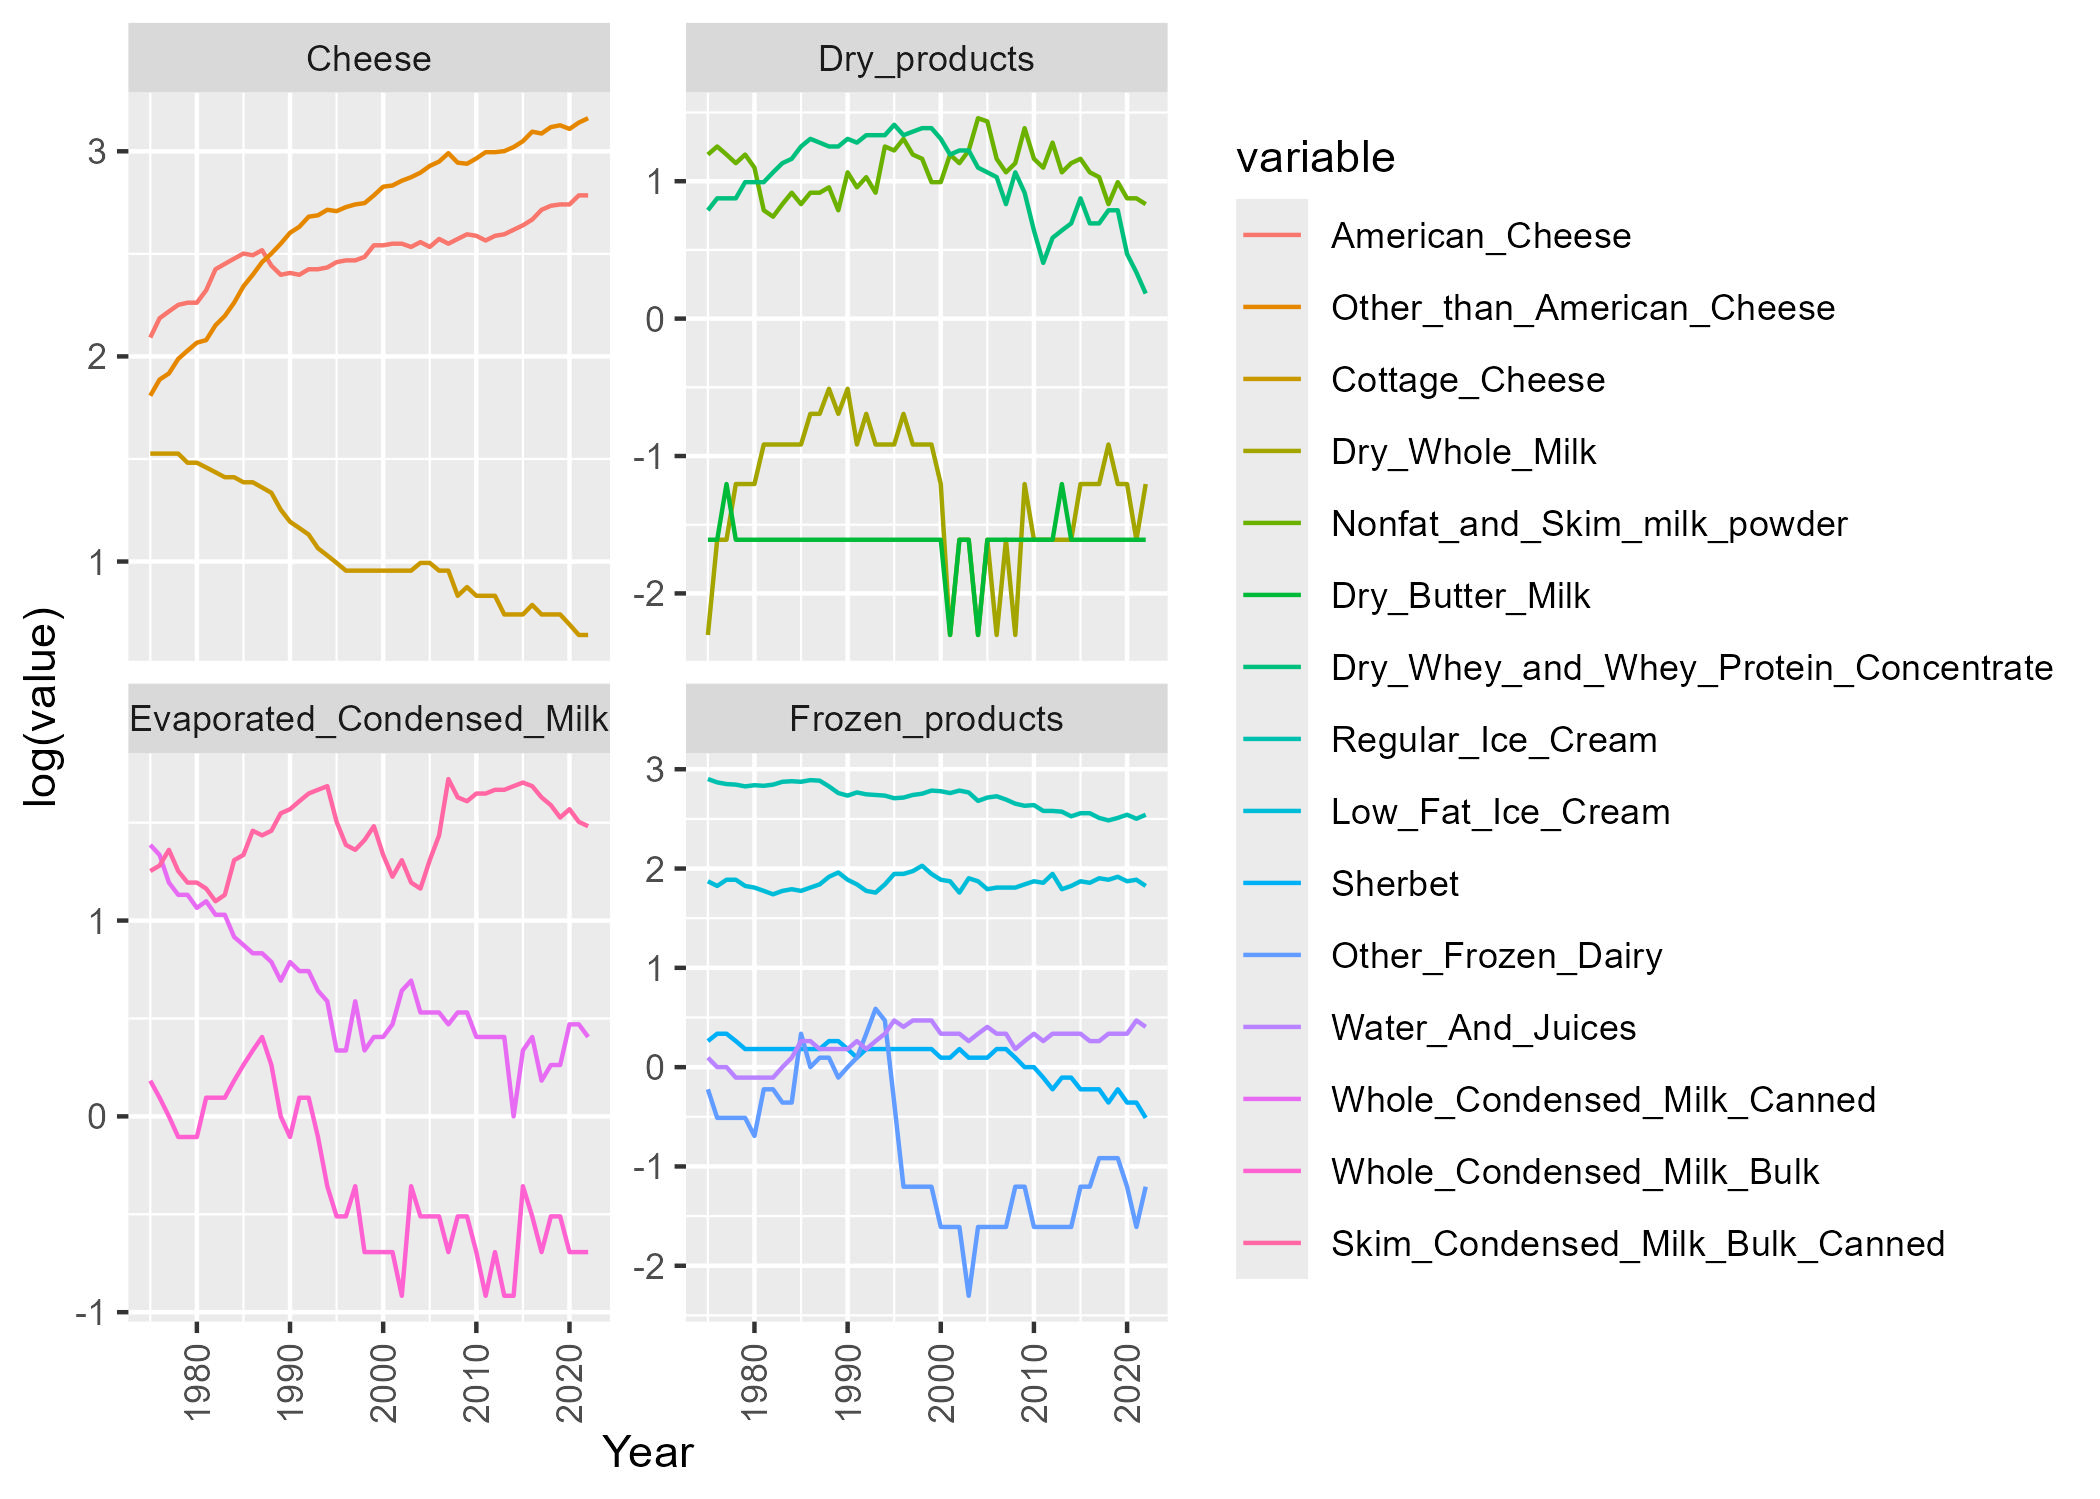 Cheese
Dry_products
3
2
1
1
0
-1
-2
Evaporated_Condensed_Milk
Frozen_products
1
0
-1
3
2
1
0
-1
-2
1980
1990
2000
2010
2020
1980
1990
2000
2010
2020
Year
log(value)
variable
American_Cheese
Other_than_American_Cheese
Cottage_Cheese
Dry_Whole_Milk
Nonfat_and_Skim_milk_powder
Dry_Butter_Milk
Dry_Whey_and_Whey_Protein_Concentrate
Regular_Ice_Cream
Low_Fat_Ice_Cream
Sherbet
Other_Frozen_Dairy
Water_And_Juices
Whole_Condensed_Milk_Canned
Whole_Condensed_Milk_Bulk
Skim_Condensed_Milk_Bulk_Canned